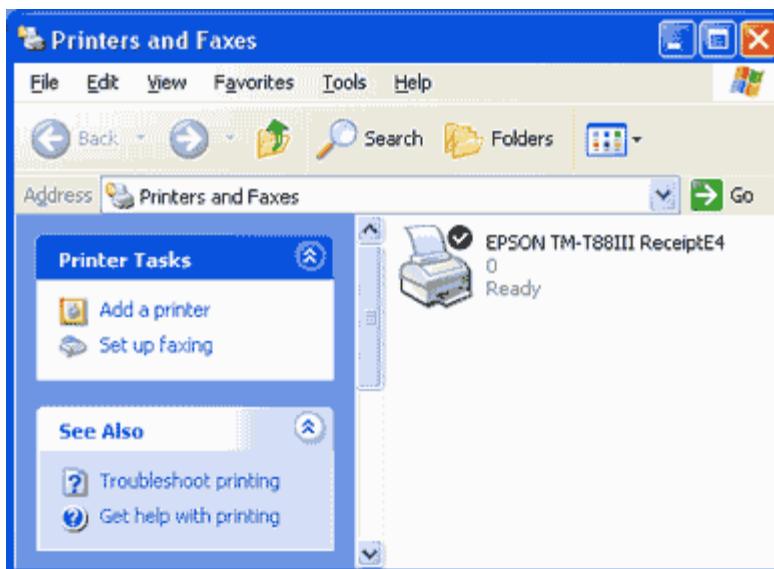 Printers and Faxes
File Edit View Favorites Tools Help
Back Search Folders
Address Printers and Faxes Go
Printer Tasks
Add a printer
Set up faxing
See Also
Troubleshoot printing
Get help with printing
EPSON TM-T88III ReceiptE4
0
Ready